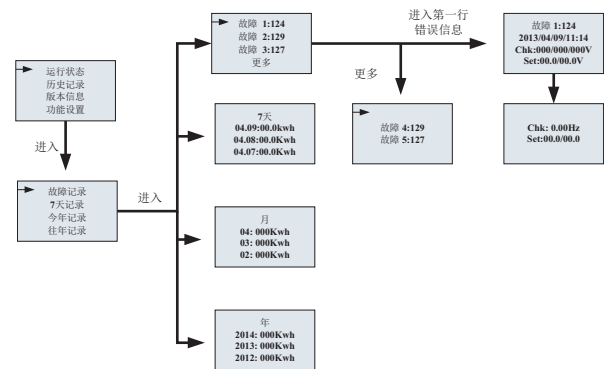 运行状态
历史记录
版本信息
功能设置
进入
故障记录
7天记录
今年记录
往年记录
进入
故障 1:124
故障 2:129
故障 3:127
更多
进入第一行
错误信息
更多
故障 1:124
2013/04/09/11:14
Chk:000/000/000V
Set:00.0/00.0V
Chk: 0.00Hz
Set:00.0/00.0
故障 4:129
故障 5:127
7天
04.09:00.0kwh
04.08:00.0kwh
04.07:00.0kwh
月
04: 000Kwh
03: 000Kwh
02: 000Kwh
年
2014: 000Kwh
2013: 000Kwh
2012: 000Kwh